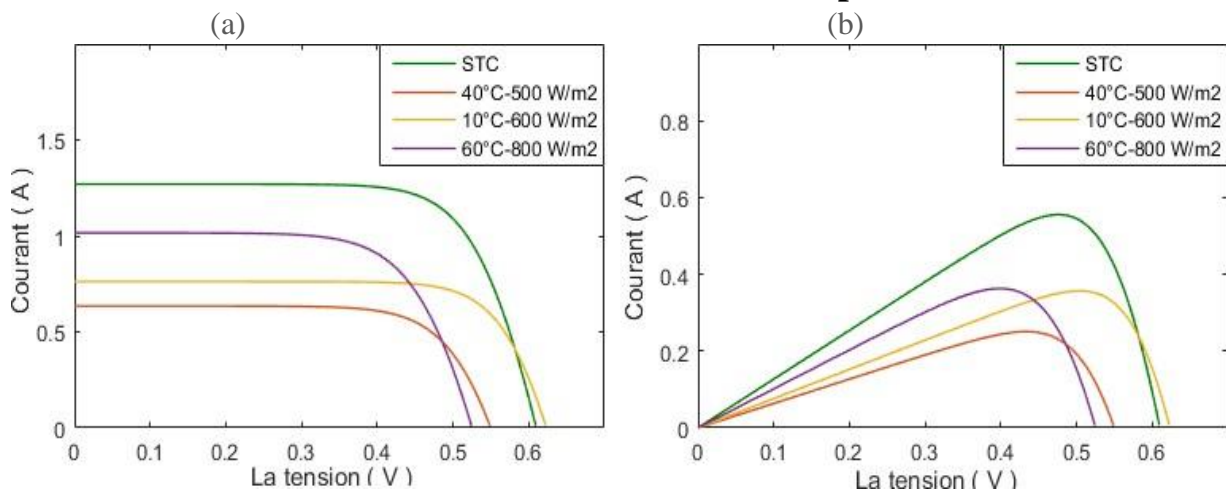 (a)
STC
40°C-500 W/m2
10°C-600 W/m2
60°C-800 W/m2
1.5
1
0.5
0
Courant ( A )
0 0.1 0.2 0.3 0.4 0.5 0.6
La tension ( V )
(b)
STC
40°C-500 W/m2
10°C-600 W/m2
60°C-800 W/m2
0.8
0.6
0.4
0.2
0
Courant ( A )
0 0.1 0.2 0.3 0.4 0.5 0.6
La tension ( V )